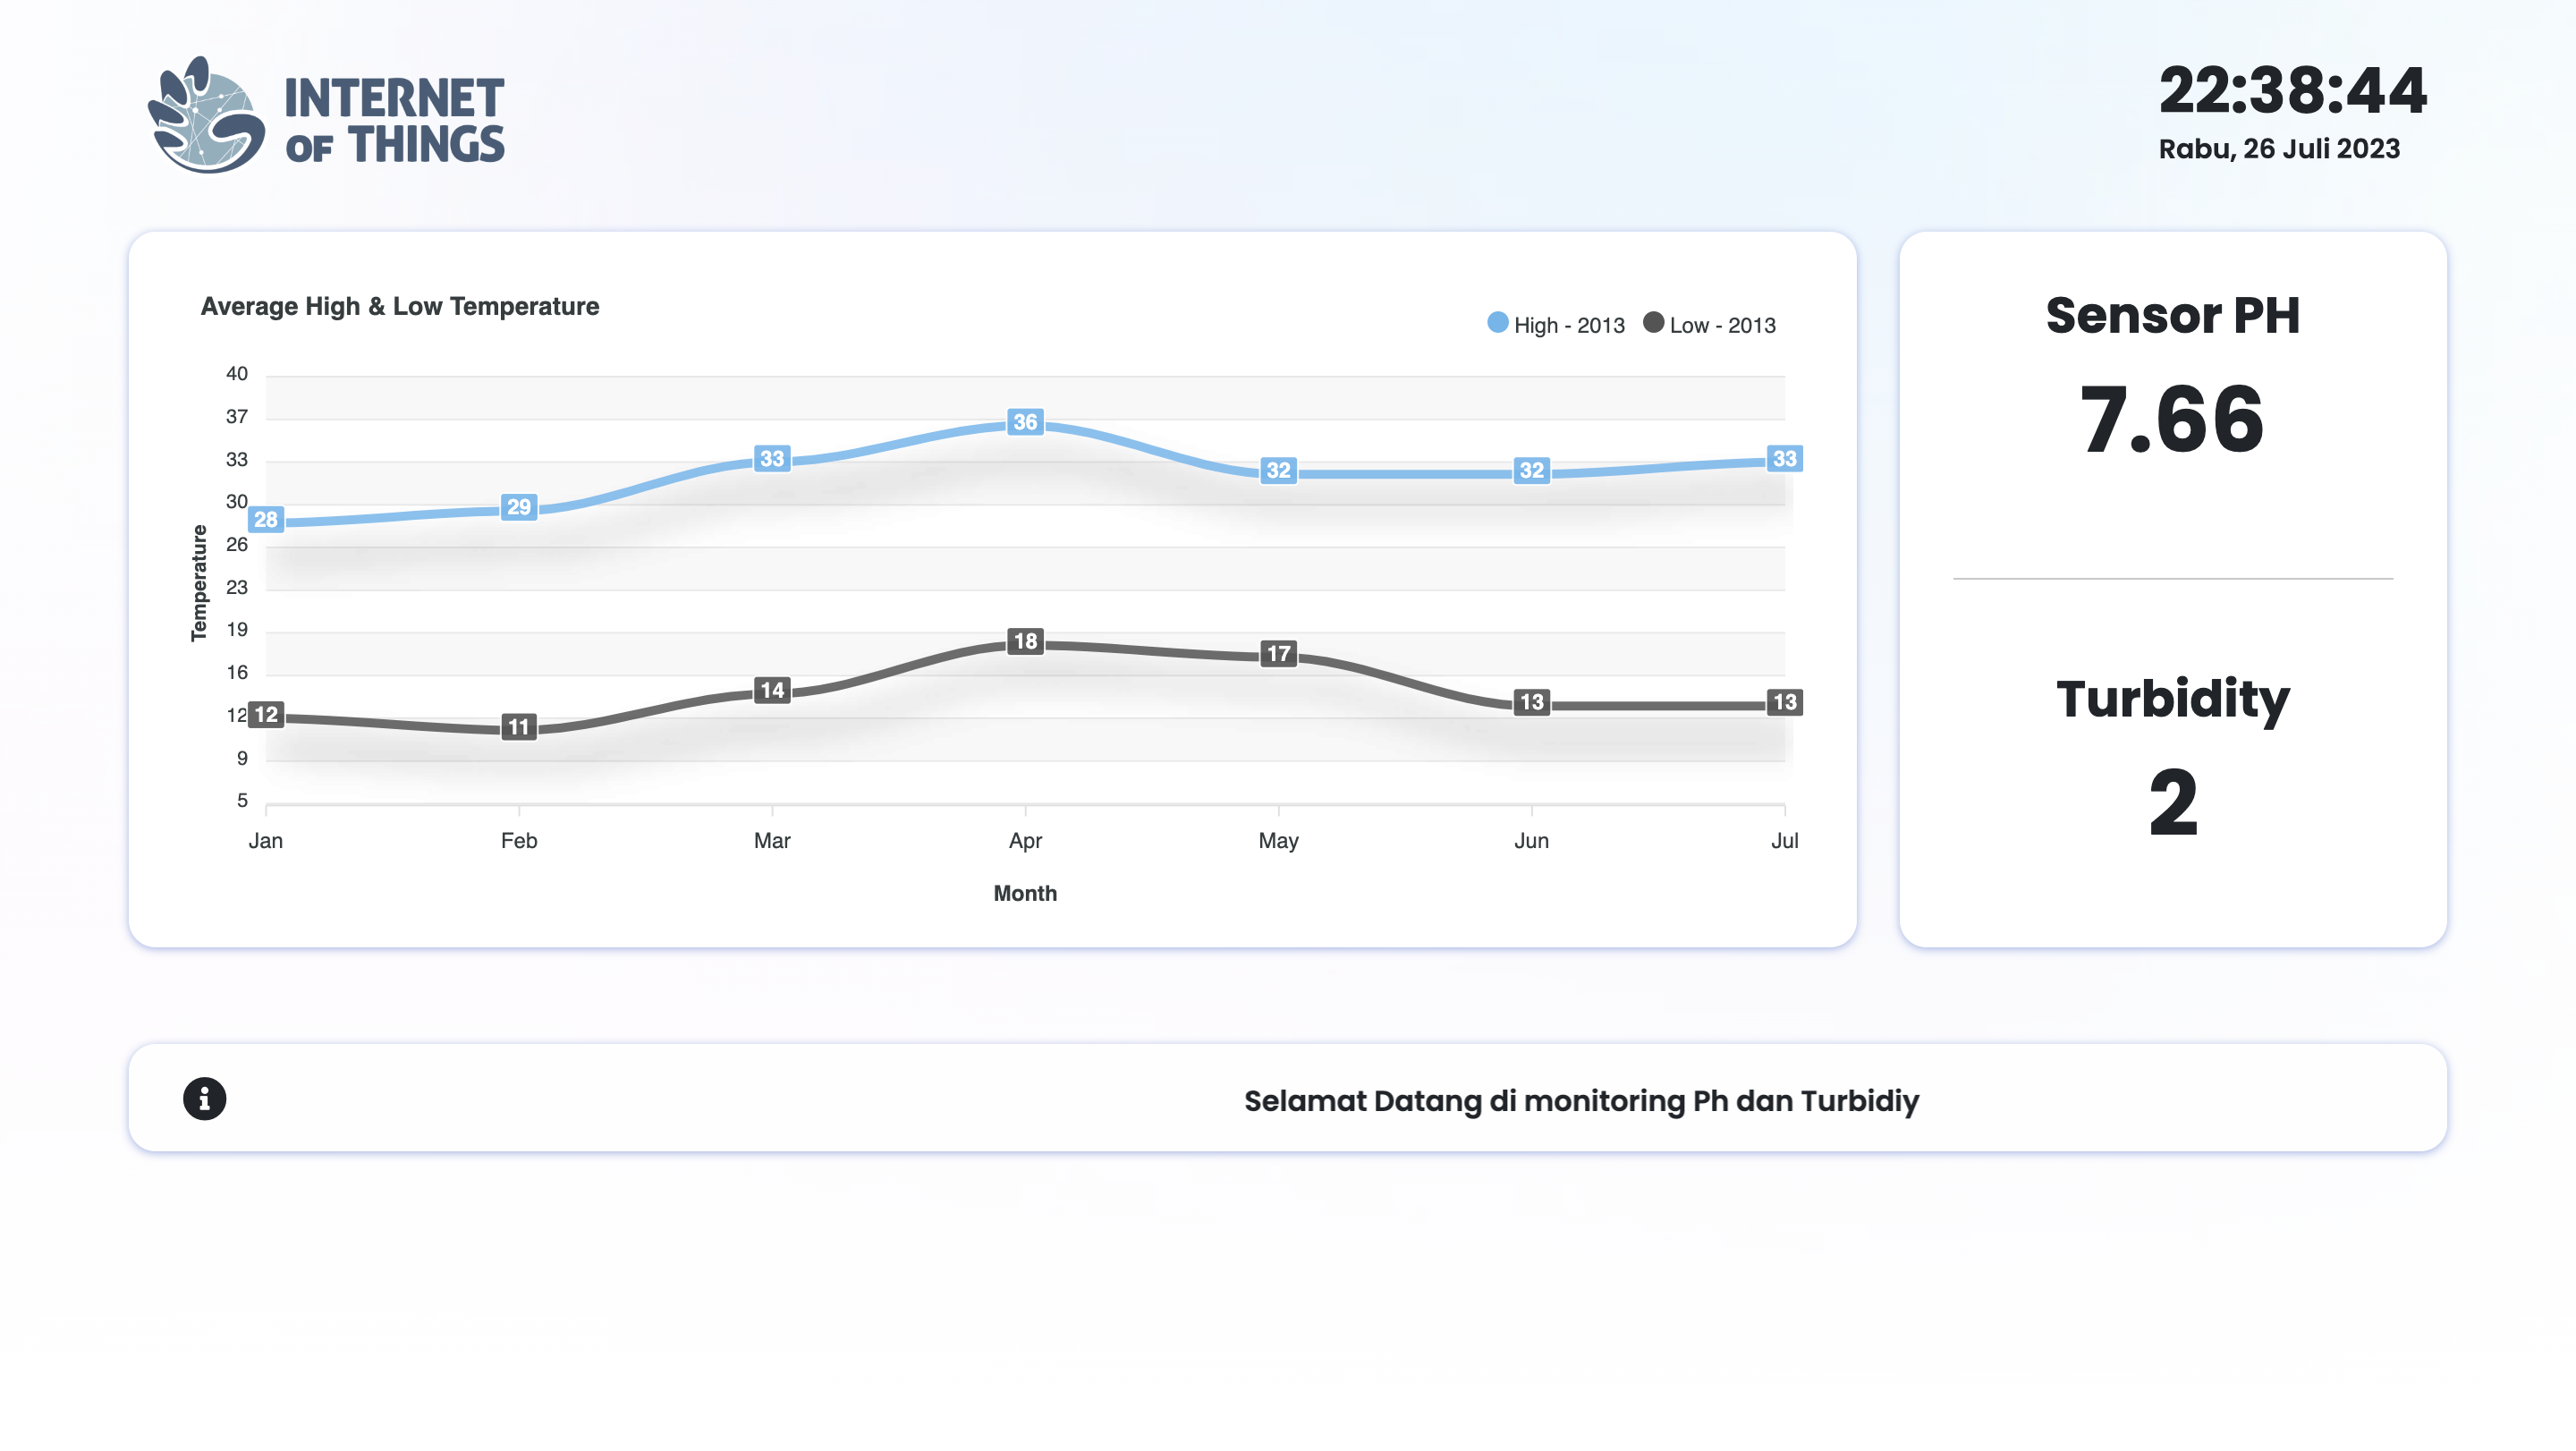 INTERNET
OF THINGS
22:38:44
Rabu, 26 Juli 2023
Average High & Low Temperature
High - 2013 Low - 2013
40
37
33
30
26
23
19
16
12
9
5
Temperature
28 29 33 36 32 32 33
12 11 14 18 17 13 13
Jan Feb Mar Apr May Jun Jul
Month
Sensor PH
7.66
Turbidity
2
Selamat Datang di monitoring Ph dan Turbidiy